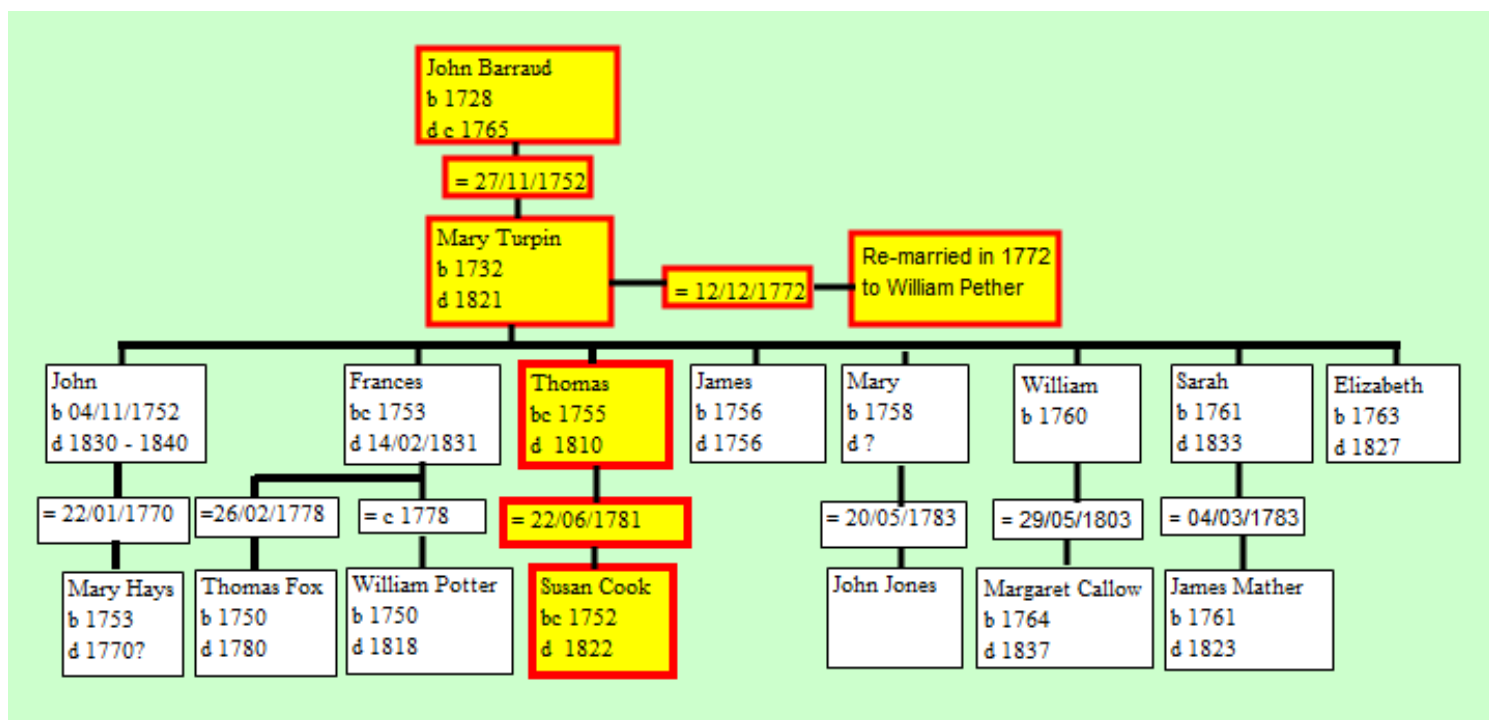 John Barraud
b 1728
d c 1765
= 27/11/1752
Mary Turpin
b 1732
d 1821
= 12/12/1772
Re-married in 1772
to William Pether
John
b 04/11/1752
d 1830 - 1840
Frances
bc 1753
d 14/02/1831
Thomas
bc 1755
d 1810
James
b 1756
d 1756
Mary
b 1758
d ?
William
b 1760
Sarah
b 1761
d 1833
Elizabeth
b 1763
d 1827
= 22/01/1770
=26/02/1778
= c 1778
= 22/06/1781
= 20/05/1783
= 29/05/1803
= 04/03/1783
Mary Hays
b 1753
d 1770?
Thomas Fox
b 1750
d 1780
William Potter
b 1750
d 1818
Susan Cook
bc 1752
d 1822
John Jones
Margaret Callow
b 1764
d 1837
James Mather
b 1761
d 1823